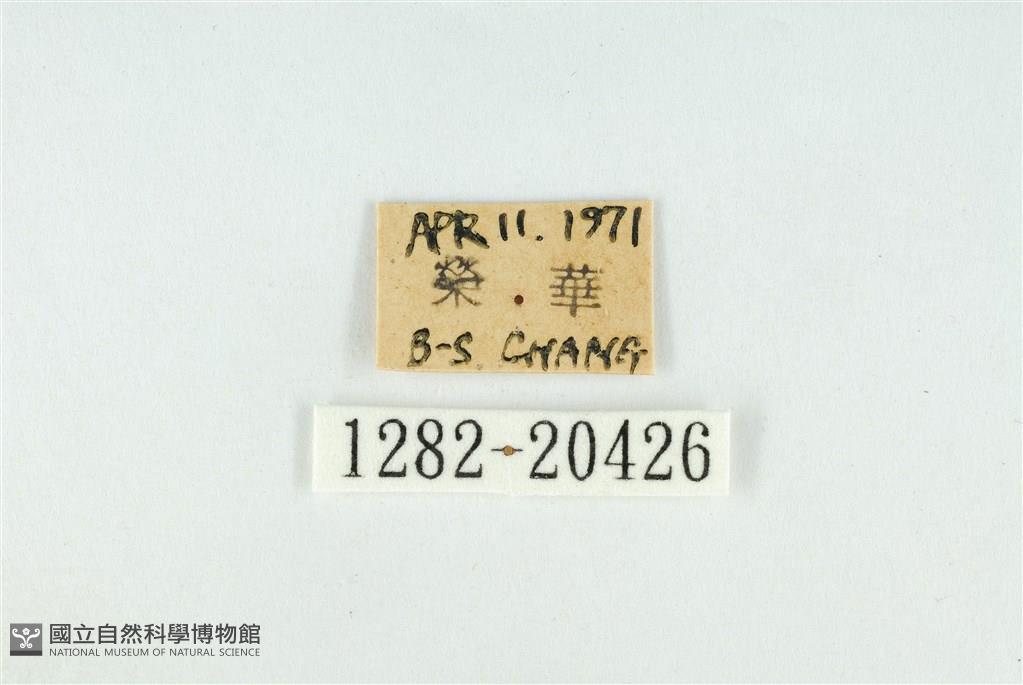 APR 11. 1971
榮 華
B-S. CHANG
1282-20426
國立自然科學博物館
NATIONAL MUSEUM OF NATURAL SCIENCE